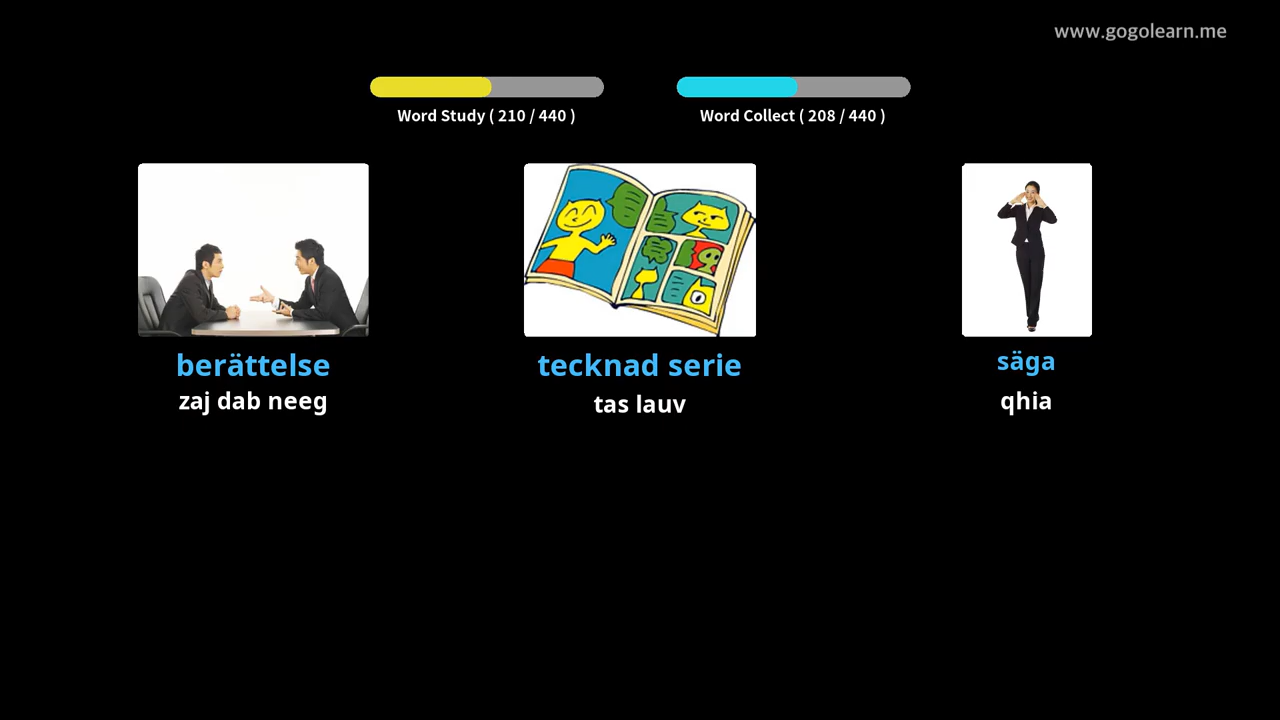 www.gogolearn.me
Word Study ( 210 / 440 )
Word Collect ( 208 / 440 )
berättelse
zaj dab neeg
tecknad serie
tas lauv
säga
qhia